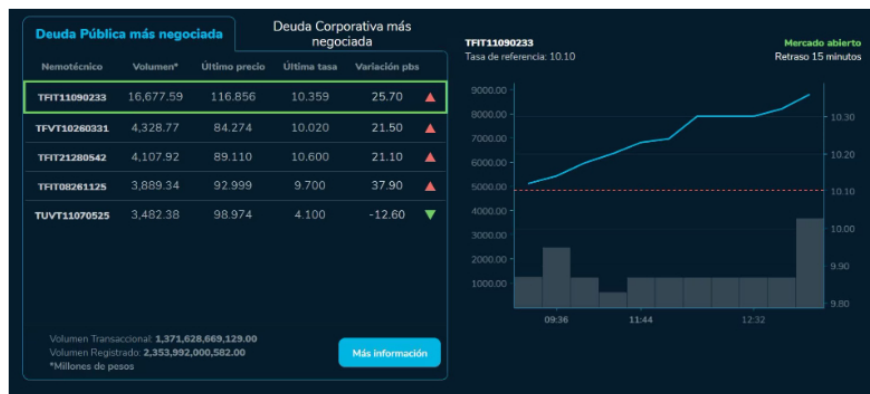 Deuda Pública más negociada
Deuda Corporativa más
negociada
Nemotécnico Volumen* Último precio Última tasa Variación pbs
TFIT11090233 16,677.59 116.856 10.359 25.70
TFVT10260331 4,328.77 84.274 10.020 21.50
TFIT21280542 4,107.92 89.110 10.600 21.10
TFIT08261125 3,889.34 92.999 9.700 37.90
TUVT11070525 3,482.38 98.974 4.100 -12.60
Volumen Transaccional: 1,371,628,669,129.00
Volumen Registrado: 2,353,992,000,582.00
*Millones de pesos
Más información
TFIT11090233 Mercado abierto
Tasa de referencia: 10.10 Retraso 15 minutos
9000.00
8000.00 10.30
7000.00
6000.00 10.20
5000.00 10.10
4000.00
3000.00 10.00
2000.00 9.90
1000.00
9.80
09:36 11:44 12:32